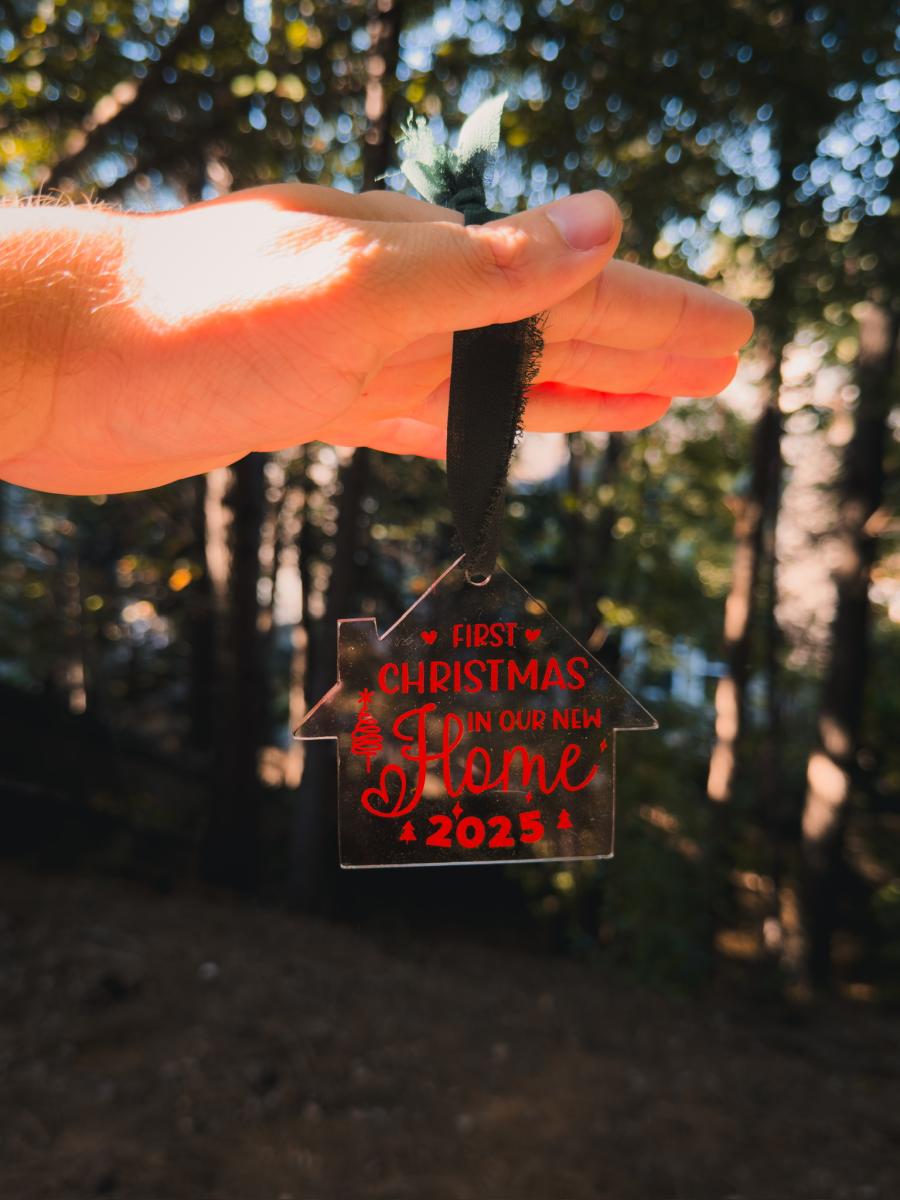 FIRST
CHRISTMAS
IN OUR NEW
Home
2025